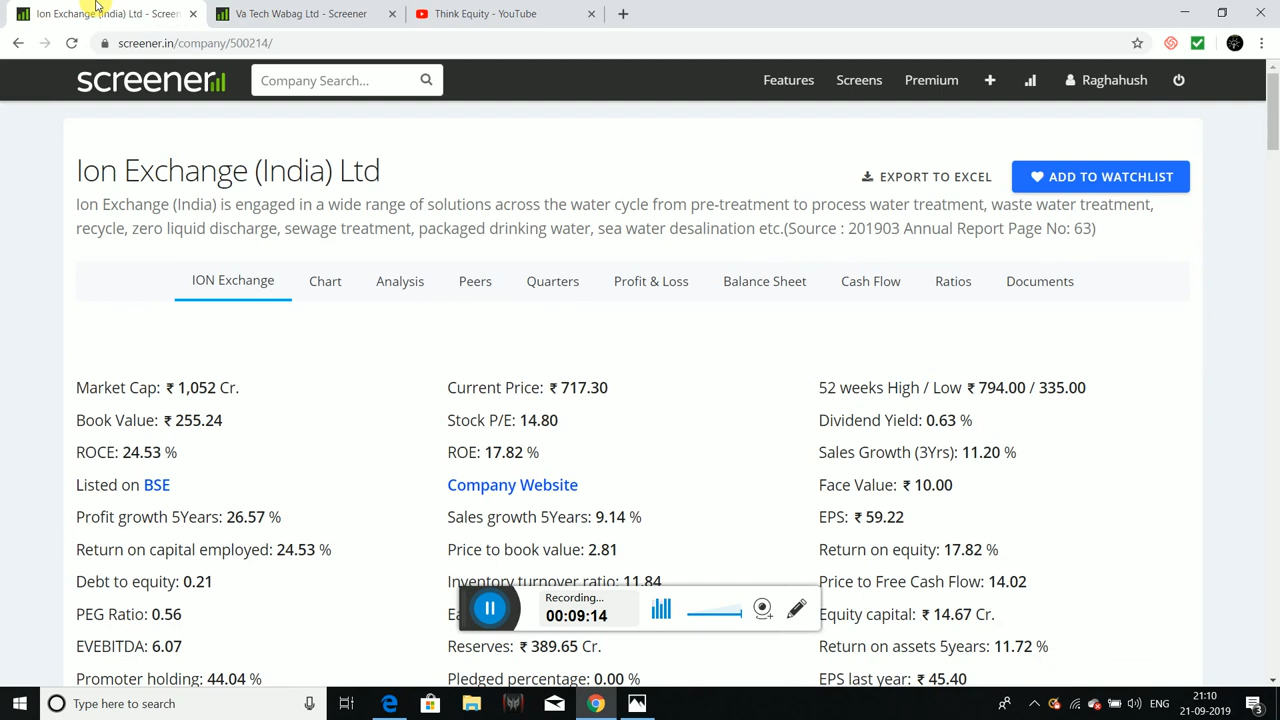 Ion Exchange (India) Ltd - Screen
Va Tech Wabag Ltd - Screener
Think Equity - YouTube
screener.in/company/500214/
screener
Company Search...
Features
Screens
Premium
Raghahush
Ion Exchange (India) Ltd
EXPORT TO EXCEL
ADD TO WATCHLIST
Ion Exchange (India) is engaged in a wide range of solutions across the water cycle from pre-treatment to process water treatment, waste water treatment,
recycle, zero liquid discharge, sewage treatment, packaged drinking water, sea water desalination etc.(Source : 201903 Annual Report Page No: 63)
ION Exchange
Chart
Analysis
Peers
Quarters
Profit & Loss
Balance Sheet
Cash Flow
Ratios
Documents
Market Cap: ₹ 1,052 Cr.
Current Price: ₹ 717.30
52 weeks High / Low ₹ 794.00 / 335.00
Book Value: ₹ 255.24
Stock P/E: 14.80
Dividend Yield: 0.63 %
ROCE: 24.53 %
ROE: 17.82 %
Sales Growth (3Yrs): 11.20 %
Listed on BSE
Company Website
Face Value: ₹ 10.00
Profit growth 5Years: 26.57 %
Sales growth 5Years: 9.14 %
EPS: ₹ 59.22
Return on capital employed: 24.53 %
Price to book value: 2.81
Return on equity: 17.82 %
Debt to equity: 0.21
Inventory turnover ratio: 11.84
Price to Free Cash Flow: 14.02
Recording...
00:09:14
PEG Ratio: 0.56
Equity capital: ₹ 14.67 Cr.
EVEBITDA: 6.07
Reserves: ₹ 389.65 Cr.
Return on assets 5years: 11.72 %
Promoter holding: 44.04 %
Pledged percentage: 0.00 %
EPS last year: ₹ 45.40
Type here to search
ENG
21:10
21-09-2019
3